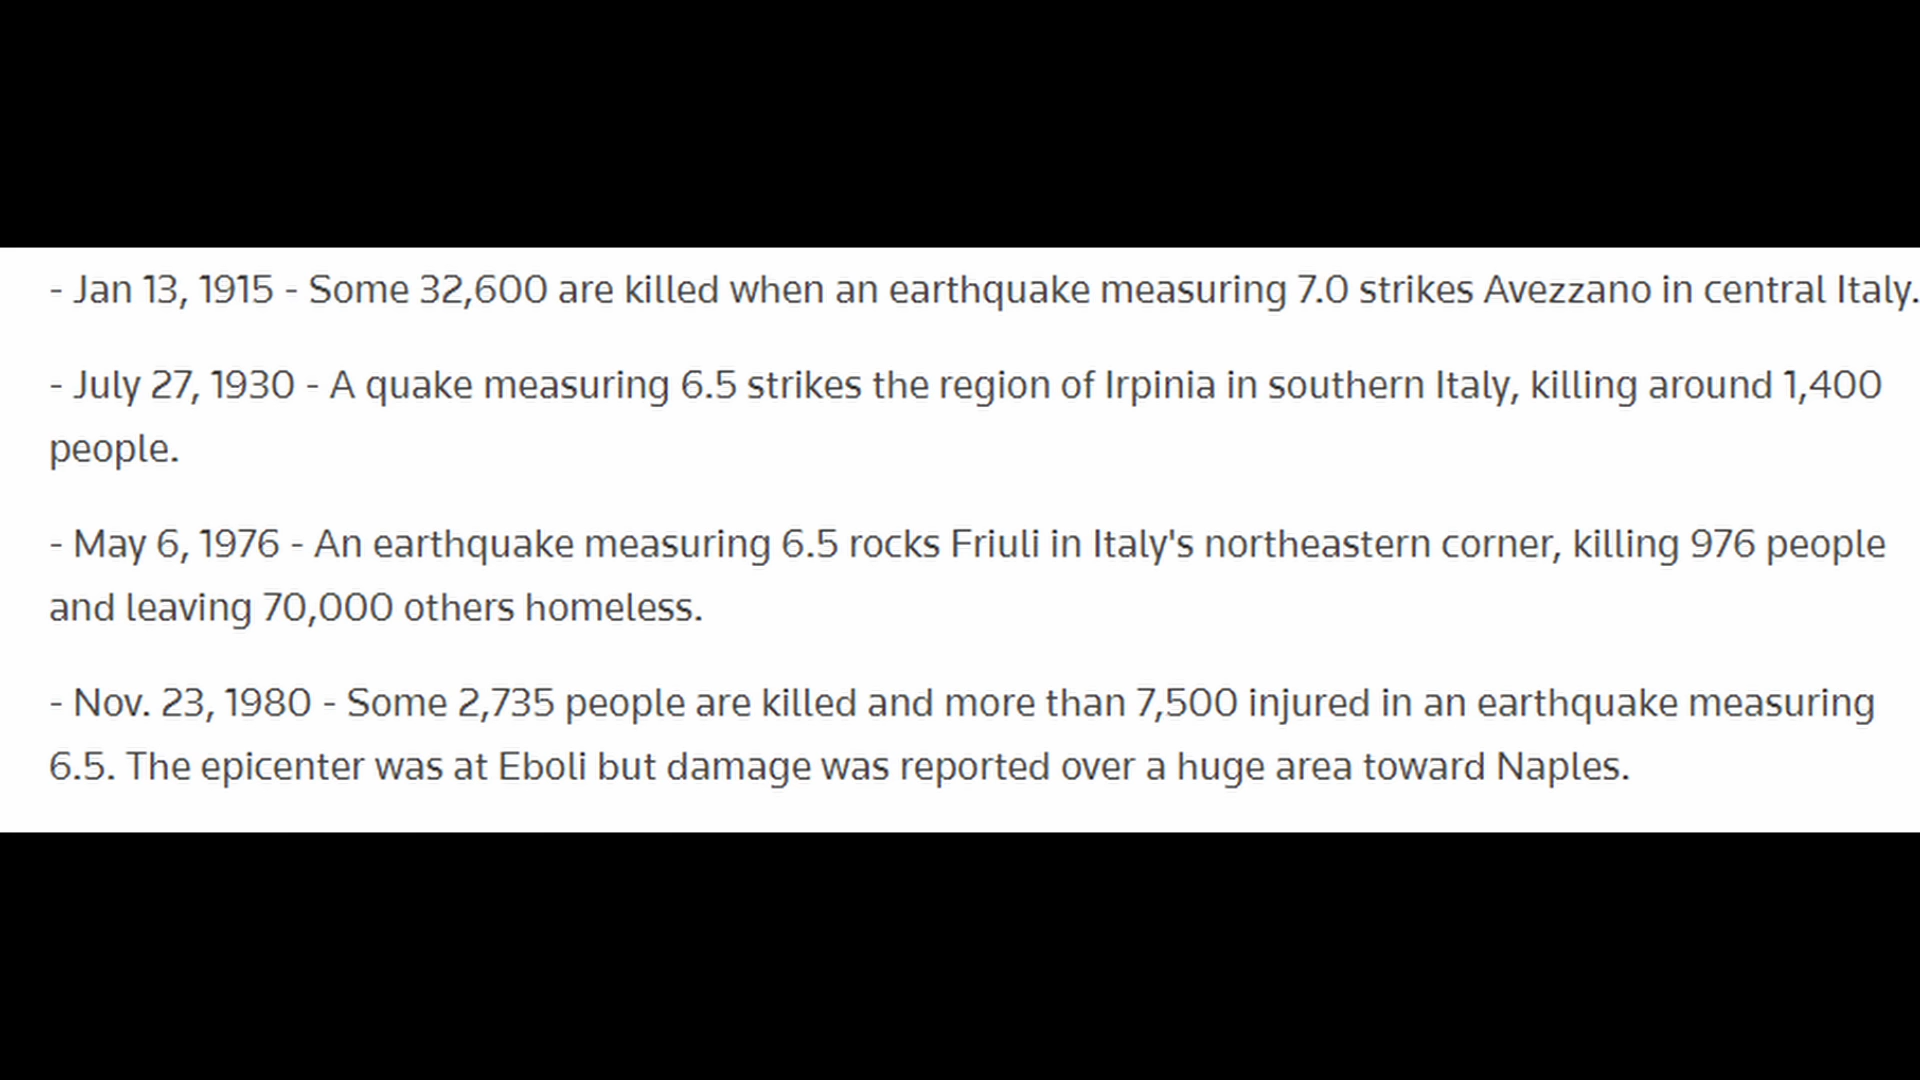 - Jan 13, 1915 - Some 32,600 are killed when an earthquake measuring 7.0 strikes Avezzano in central Italy.
- July 27, 1930 - A quake measuring 6.5 strikes the region of Irpinia in southern Italy, killing around 1,400
people.
- May 6, 1976 - An earthquake measuring 6.5 rocks Friuli in Italy's northeastern corner, killing 976 people
and leaving 70,000 others homeless.
- Nov. 23, 1980 - Some 2,735 people are killed and more than 7,500 injured in an earthquake measuring
6.5. The epicenter was at Eboli but damage was reported over a huge area toward Naples.